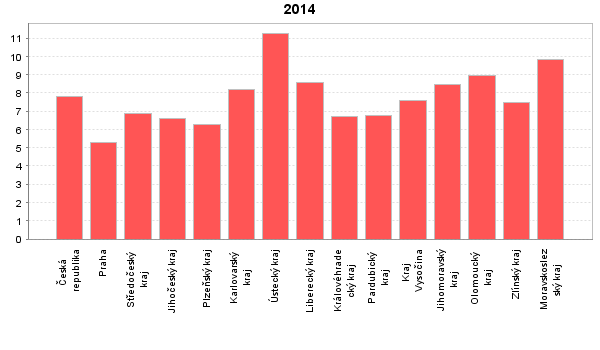 2014
11
10
9
8
7
6
5
4
3
2
1
0
Česká
republika
Praha
Středočeský
kraj
Jihočeský kraj
Plzeňský kraj
Karlovarský
kraj
Ústecký kraj
Liberecký kraj
Královéhrade
cký kraj
Pardubický
kraj
Kraj
Vysočina
Jihomoravský
kraj
Olomoucký
kraj
Zlínský kraj
Moravskoslez
ský kraj